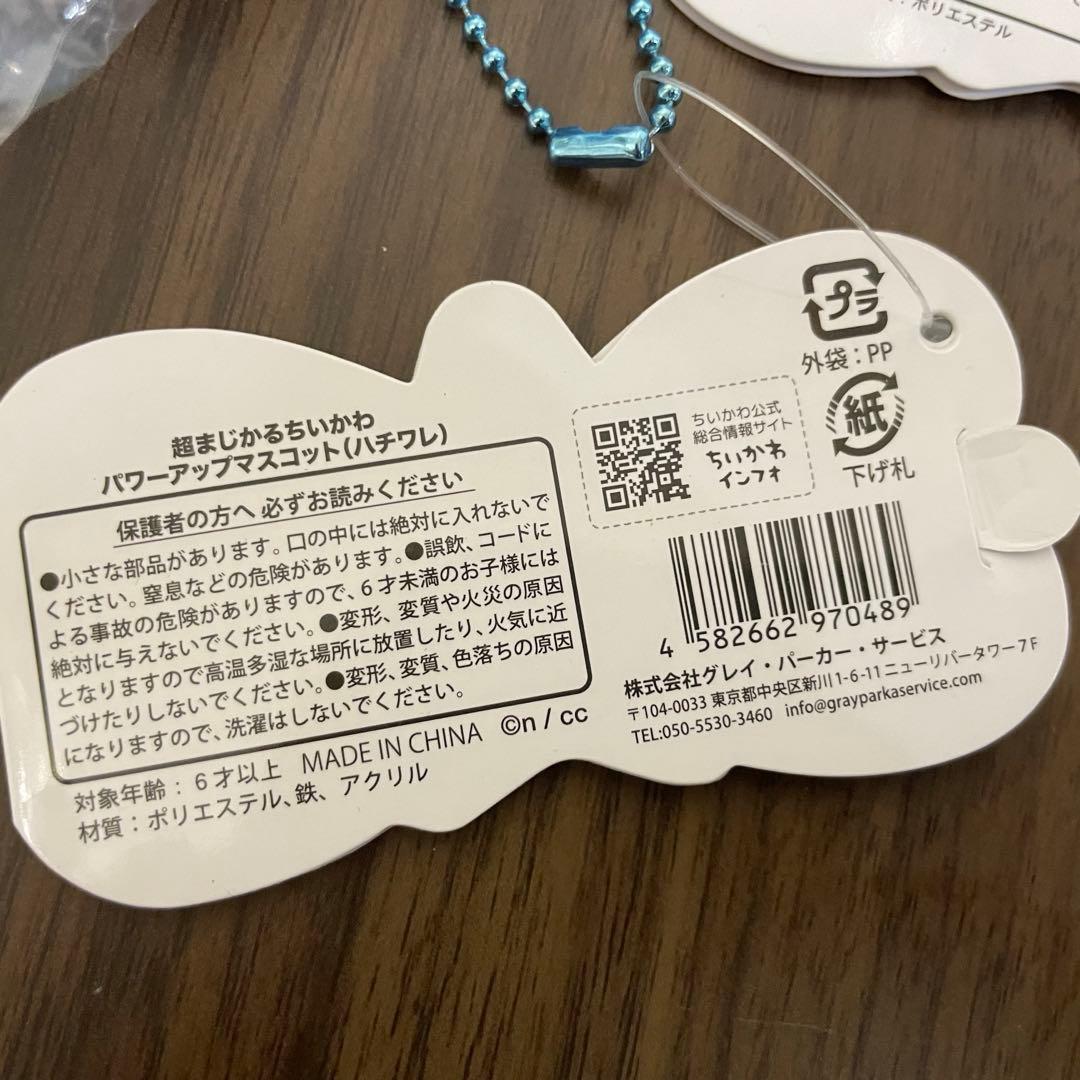 ポリエステル
超まじかるちいかわ
パワーアップマスコット(ハチワレ)
保護者の方へ 必ずお読みください
●小さな部品があります。口の中には絶対に入れないで
ください。窒息などの危険があります。●誤飲、コードに
よる事故の危険がありますので、6才未満のお子様には
絶対に与えないでください。●変形、変質や火災の原因
となりますので高温多湿な場所に放置したり、火気に近
づけたりしないでください。●変形、変質、色落ちの原因
になりますので、洗濯はしないでください。
対象年齢：6才以上 MADE IN CHINA ©n / cc
材質：ポリエステル、鉄、アクリル
プラ
外袋：PP
紙
下げ札
ちいかわ公式
総合情報サイト
ちいかわ
インフォ
4 582662 970489
株式会社グレイ・パーカー・サービス
〒104-0033 東京都中央区新川1-6-11ニューリバータワー7F
TEL:050-5530-3460 info@grayparkaservice.com